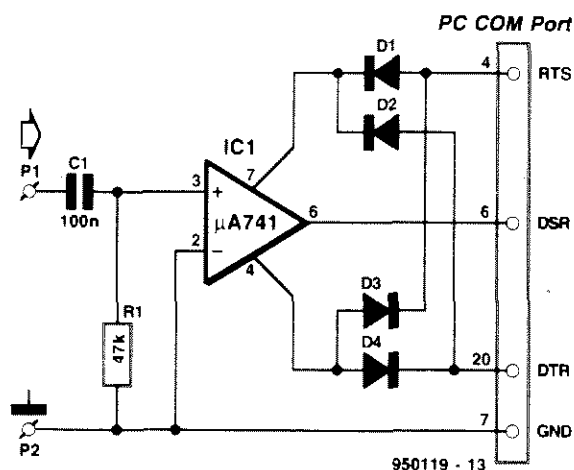 PC COM Port
D1
4
RTS
D2
IC1
P1
C1
100n
7
3
+
µA741
6
6
DSR
2
−
4
D3
R1
47k
D4
20
DTR
7
GND
P2
950119 - 13